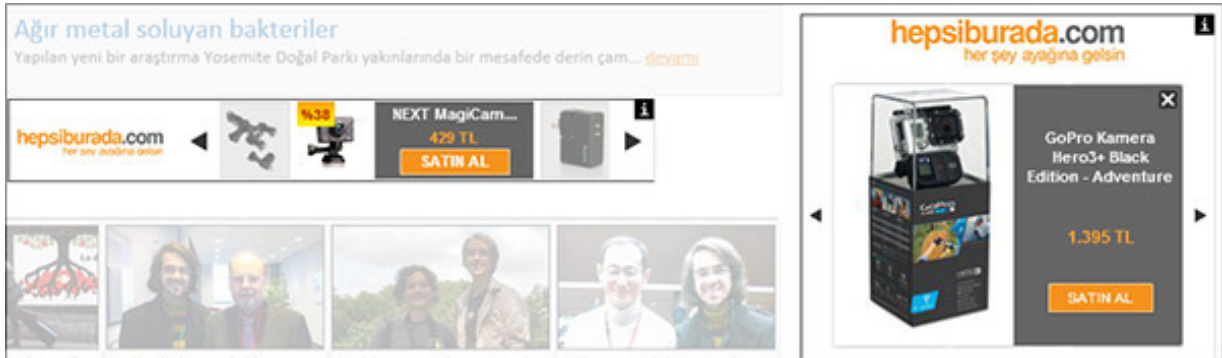 Ağır metal soluyan bakteriler
Yapılan yeni bir araştırma Yosemite Doğal Parkı yakınlarında bir mesafede derin çam... devamı
hepsiburada.com
her şey ayağına gelsin
%38
NEXT MagiCam...
429 TL
SATIN AL
i
hepsiburada.com
her şey ayağına gelsin
i
GoPro
GoPro Kamera
Hero3+ Black
Edition - Adventure
1.395 TL
SATIN AL